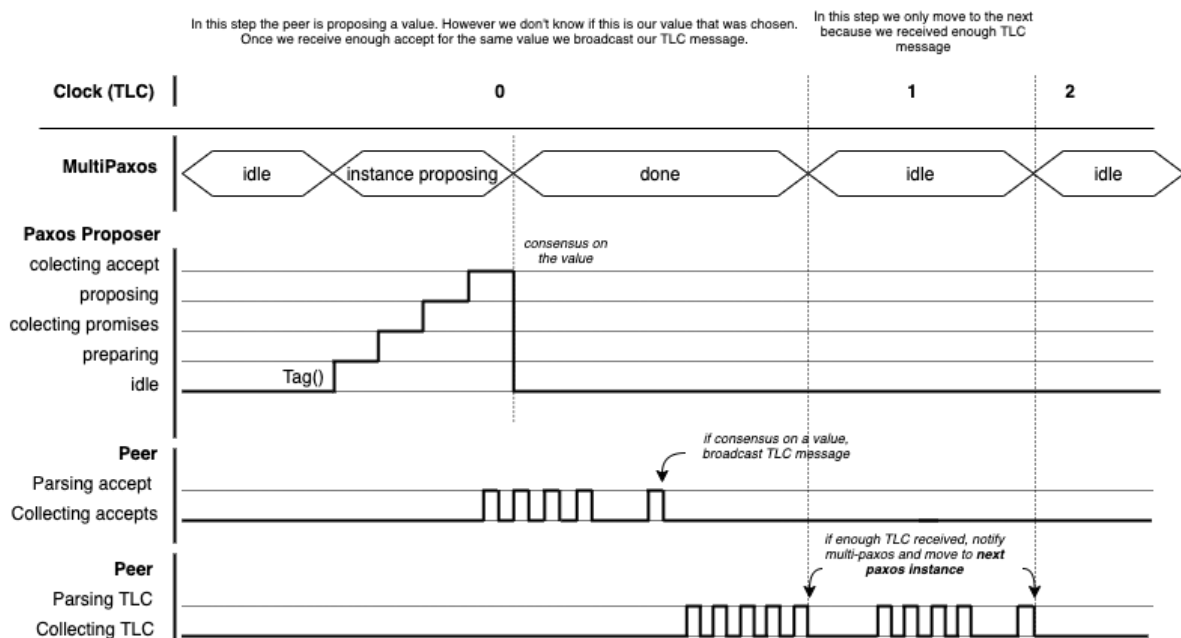 In this step the peer is proposing a value. However we don't know if this is our value that was chosen.
Once we receive enough accept for the same value we broadcast our TLC message.
In this step we only move to the next
because we received enough TLC
message
Clock (TLC)
0
1
2
MultiPaxos
idle
instance proposing
done
idle
idle
Paxos Proposer
colecting accept
proposing
colecting promises
preparing
idle
Tag()
consensus on
the value
Peer
Parsing accept
Collecting accepts
if consensus on a value,
broadcast TLC message
Peer
Parsing TLC
Collecting TLC
if enough TLC received, notify
multi-paxos and move to next
paxos instance